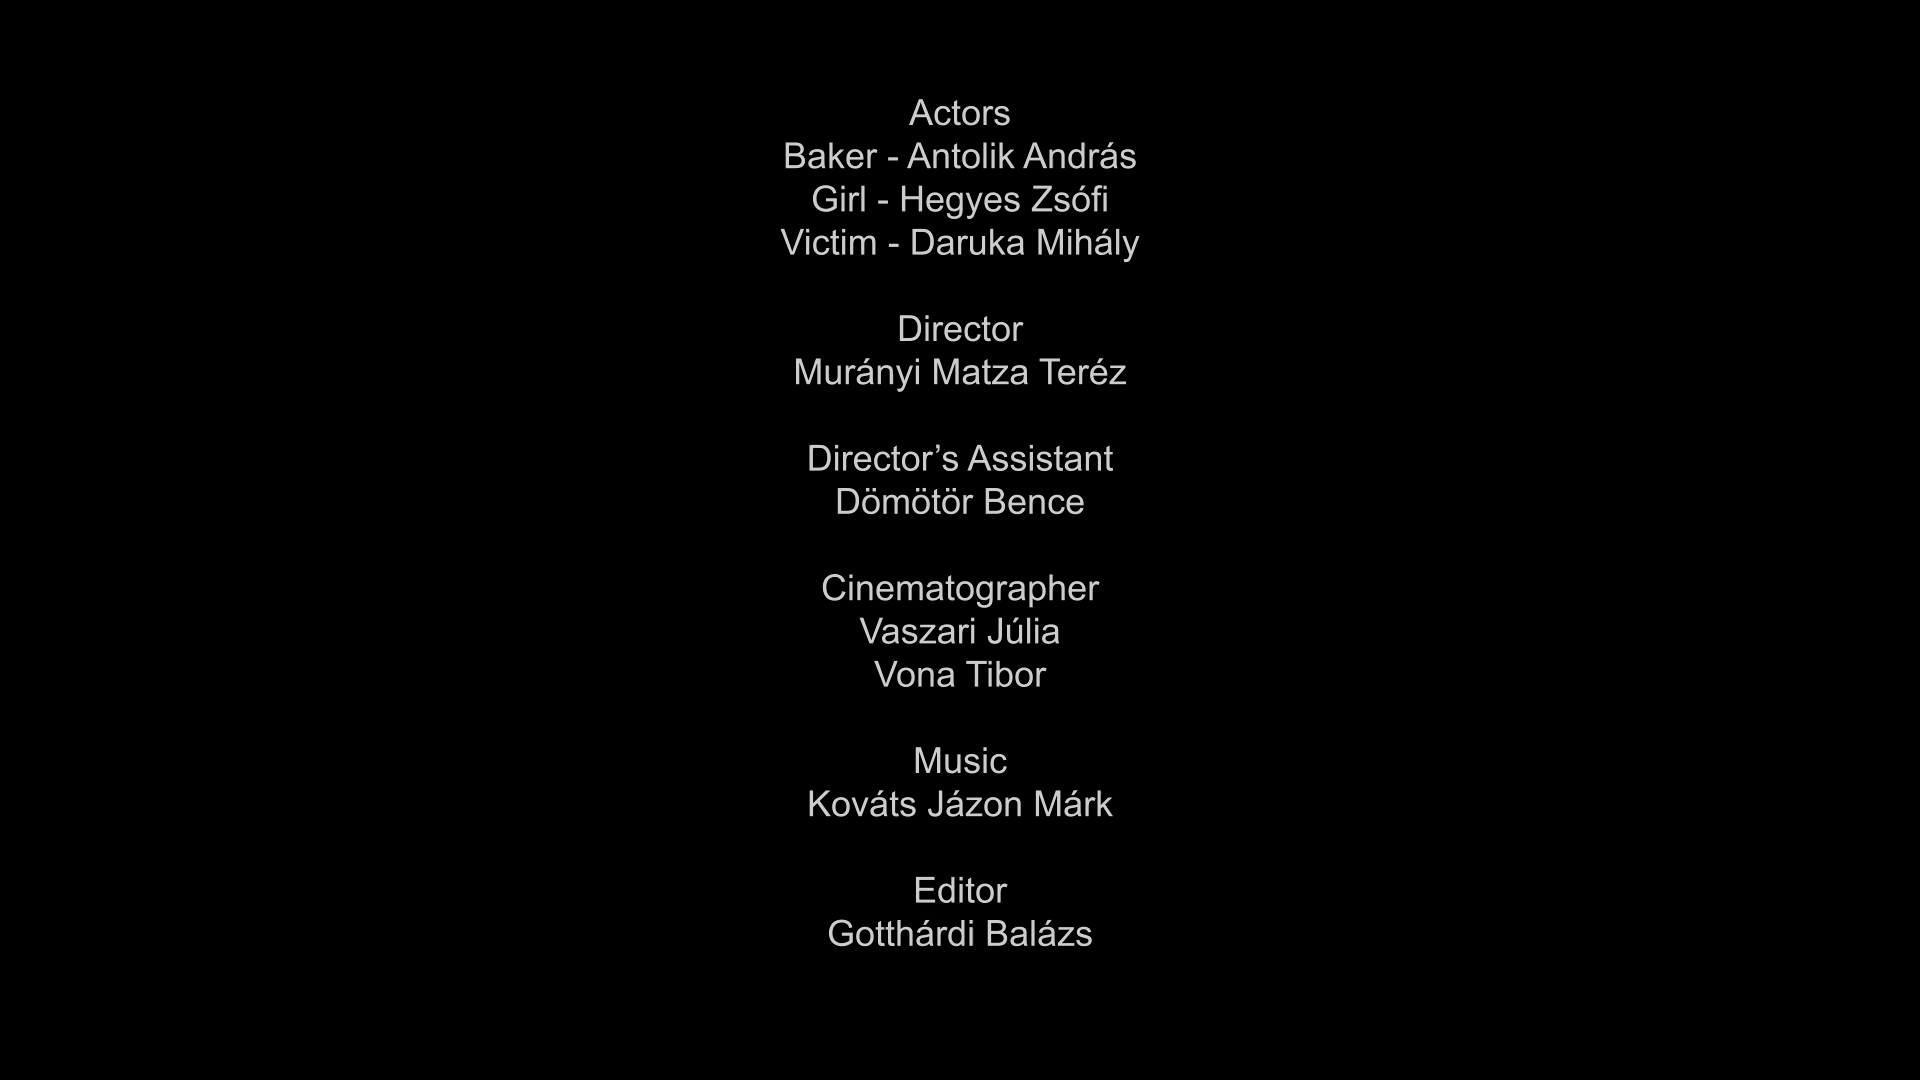 Actors
Baker - Antolik András
Girl - Hegyes Zsófi
Victim - Daruka Mihály
Director
Murányi Matza Teréz
Director’s Assistant
Dömötör Bence
Cinematographer
Vaszari Júlia
Vona Tibor
Music
Kováts Jázon Márk
Editor
Gotthárdi Balázs